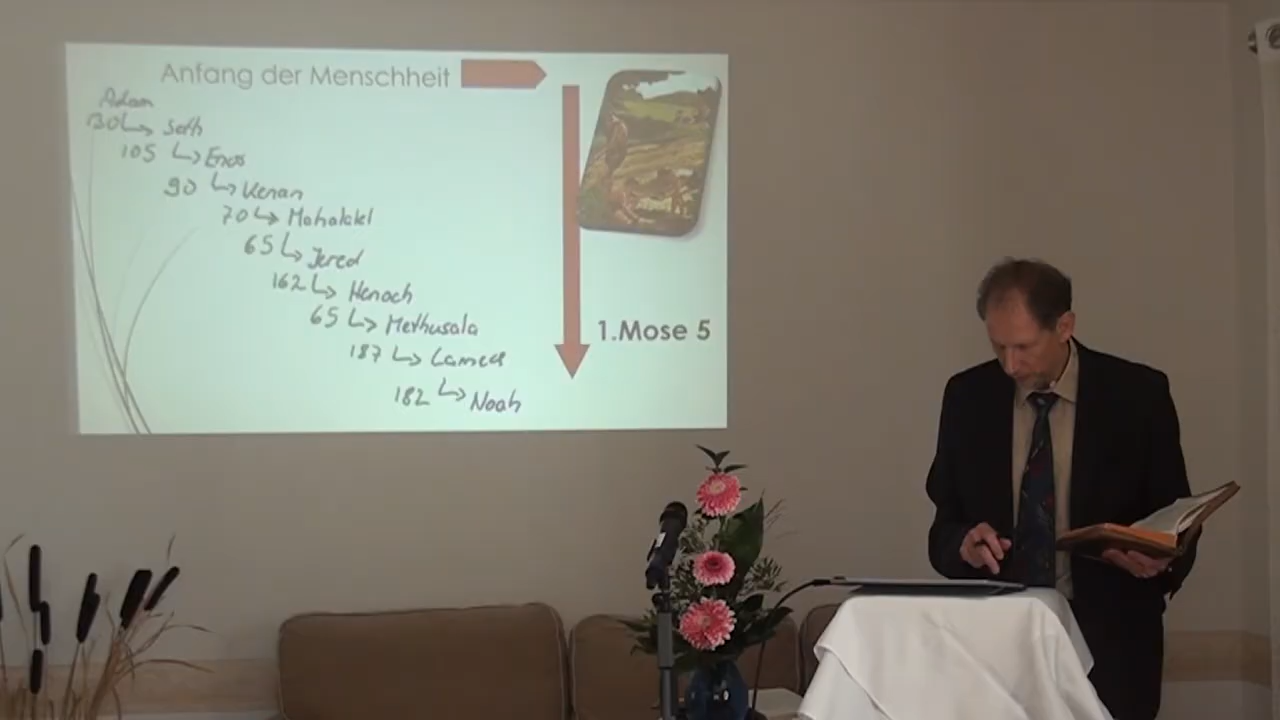 Anfang der Menschheit
Adam
130 Seth
105 Enos
90 Kenan
70 Mahalalel
65 Jered
162 Henoch
65 Methusala
1.Mose 5
187 Lamech
182 Noah